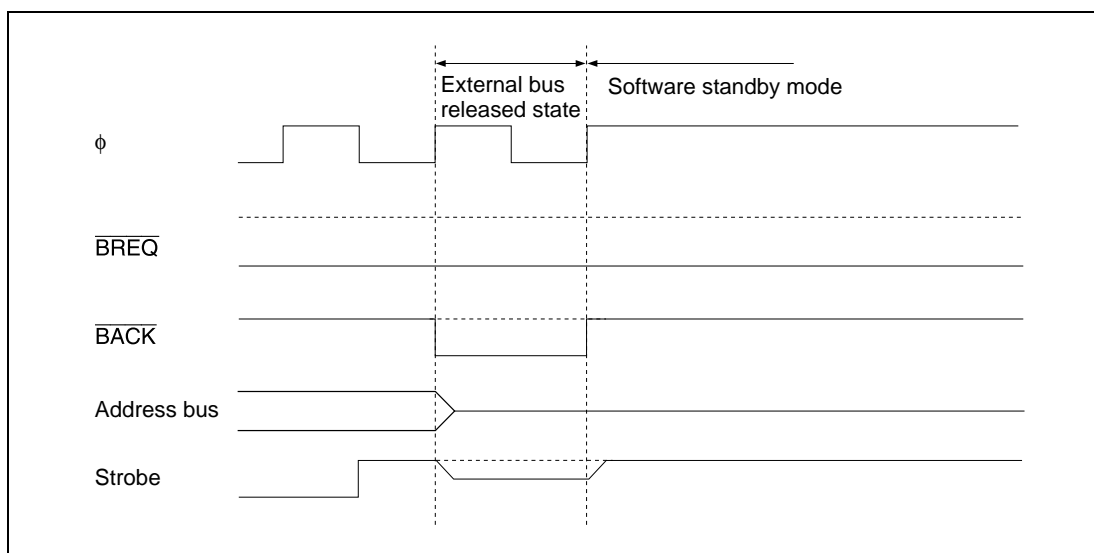 External bus
released state
Software standby mode
ϕ
BREQ
BACK
Address bus
Strobe